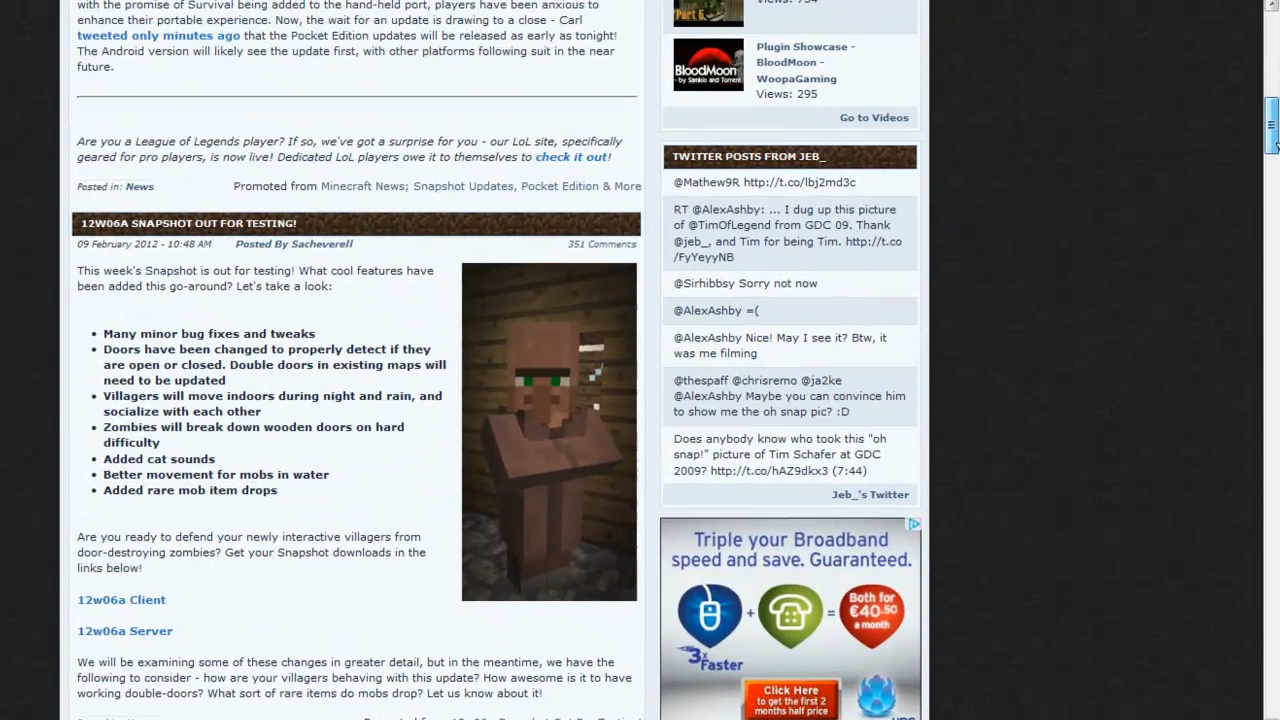 with the promise of Survival being added to the hand-held port, players have been anxious to
enhance their portable experience. Now, the wait for an update is drawing to a close - Carl
tweeted only minutes ago that the Pocket Edition updates will be released as early as tonight!
The Android version will likely see the update first, with other platforms following suit in the near
future.
Are you a League of Legends player? If so, we've got a surprise for you - our LoL site, specifically
geared for pro players, is now live! Dedicated LoL players owe it to themselves to check it out!
Posted in: News
Promoted from Minecraft News; Snapshot Updates, Pocket Edition & More
12W06A SNAPSHOT OUT FOR TESTING!
09 February 2012 - 10:48 AM Posted By Sacheverell 351 Comments
This week's Snapshot is out for testing! What cool features have
been added this go-around? Let's take a look:
• Many minor bug fixes and tweaks
• Doors have been changed to properly detect if they
are open or closed. Double doors in existing maps will
need to be updated
• Villagers will move indoors during night and rain, and
socialize with each other
• Zombies will break down wooden doors on hard
difficulty
• Added cat sounds
• Better movement for mobs in water
• Added rare mob item drops
Are you ready to defend your newly interactive villagers from
door-destroying zombies? Get your Snapshot downloads in the
links below!
12w06a Client
12w06a Server
We will be examining some of these changes in greater detail, but in the meantime, we have the
following to consider - how are your villagers behaving with this update? How awesome is it to have
working double-doors? What sort of rare items do mobs drop? Let us know about it!
Part 6
BloodMoon
- by Samkio and Torrent
Plugin Showcase -
BloodMoon -
WoopaGaming
Views: 295
Go to Videos
TWITTER POSTS FROM JEB_
@Mathew9R http://t.co/lbj2md3c
RT @AlexAshby: ... I dug up this picture
of @TimOfLegend from GDC 09. Thank
@jeb_, and Tim for being Tim. http://t.co
/FyYeyyNB
@Sirhibbsy Sorry not now
@AlexAshby =(
@AlexAshby Nice! May I see it? Btw, it
was me filming
@thespaff @chrisremo @ja2ke
@AlexAshby Maybe you can convince him
to show me the oh snap pic? :D
Does anybody know who took this "oh
snap!" picture of Tim Schafer at GDC
2009? http://t.co/hAZ9dkx3 (7:44)
Jeb_'s Twitter
Triple your Broadband
speed and save. Guaranteed.
+ =
Both for
€40.50
a month
3x
Faster
Click Here
to get the first 2
months half price